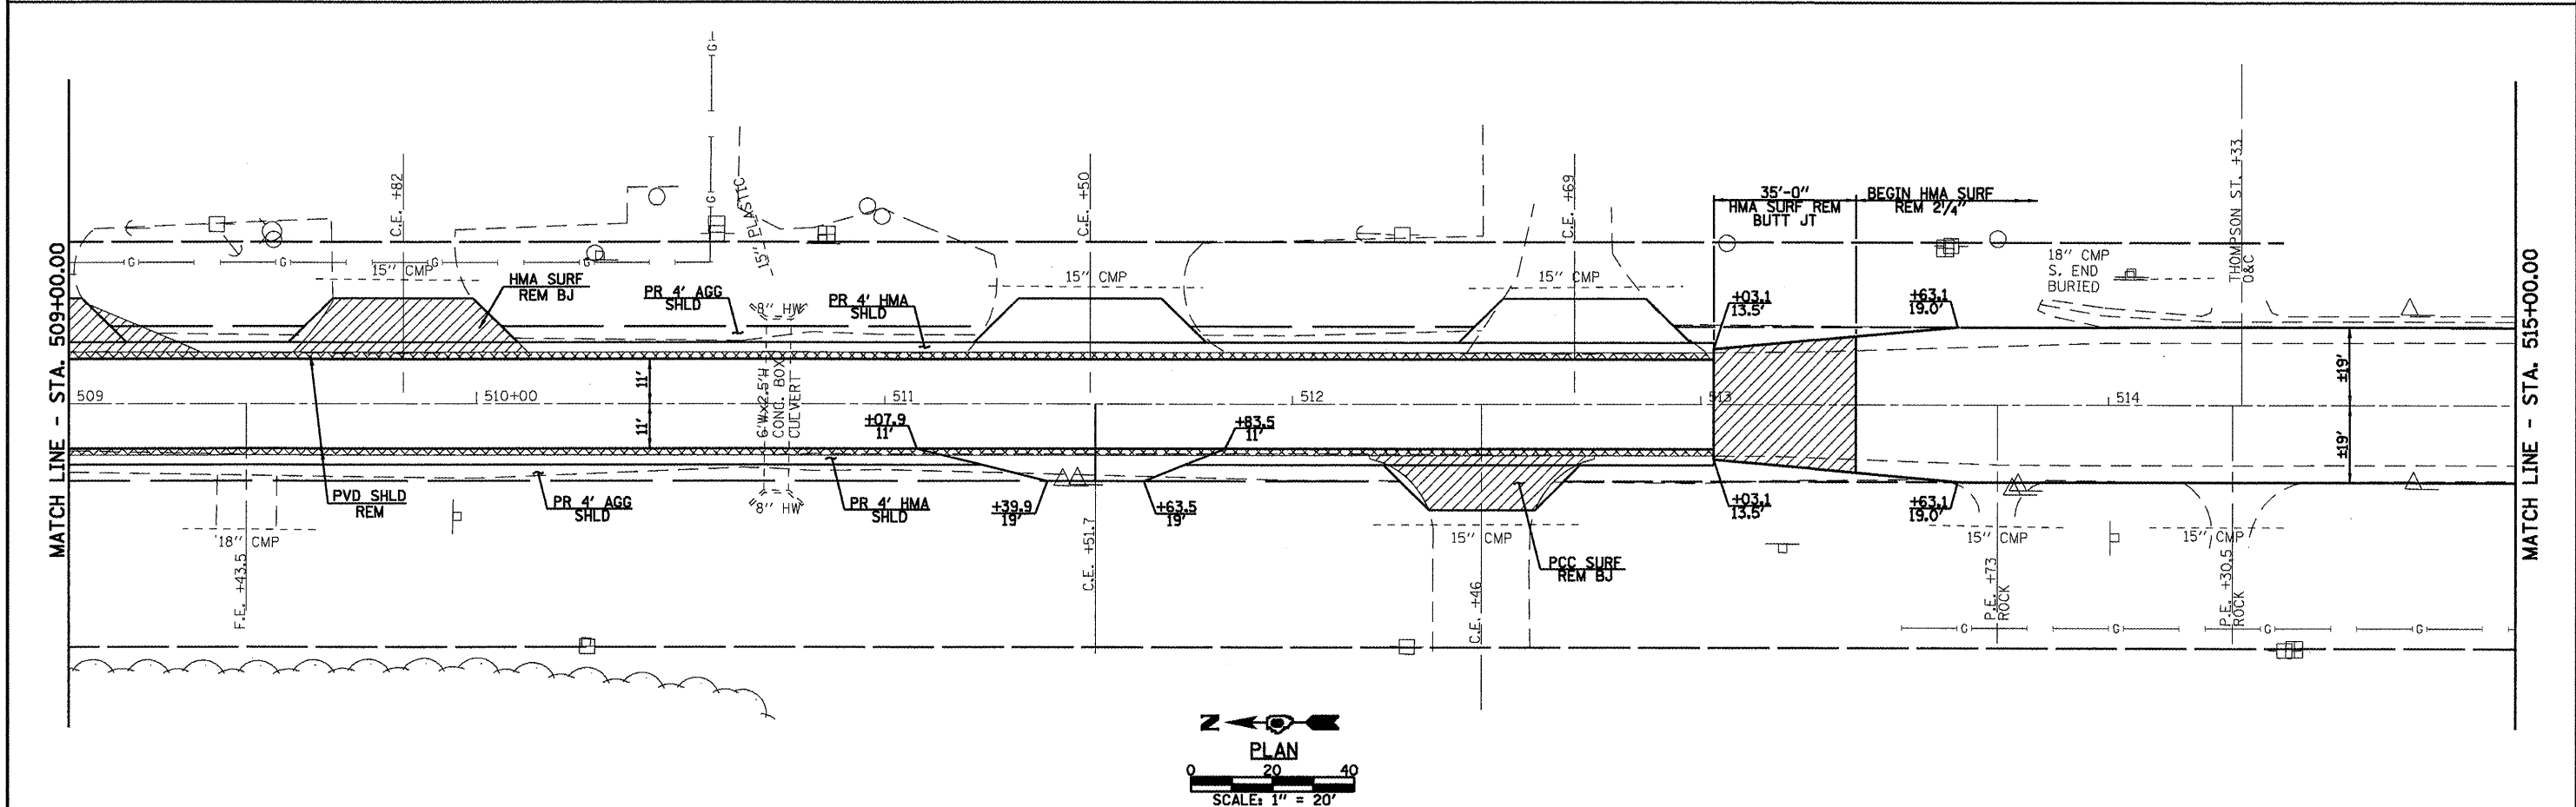 MATCH LINE - STA. 509+00.00
G
G
G
G
G
C.E. +82
15" CMP
HMA SURF
REM BJ
PR 4' AGG
SHLD
15" PLASTIC
8" HW
PR 4' HMA
SHLD
C.E. +50
15" CMP
C.E. +69
15" CMP
35'-0"
HMA SURF REM
BUTT JT
BEGIN HMA SURF
REM 2 1/4"
+03.1
13.5'
+63.1
19.0'
18" CMP
S. END
BURIED
THOMPSON ST. +33
O&C
MATCH LINE - STA. 515+00.00
509
510+00
511
512
513
514
11'
11'
6'W×2.5'H
CONC. BOX
CULVERT
+07.9
11'
+83.5
11'
±19'
±19'
PVD SHLD
REM
PR 4' AGG
SHLD
8" HW
PR 4' HMA
SHLD
+39.9
19'
+63.5
19'
+03.1
13.5'
+63.1
19.0'
18" CMP
F.E. +43.5
C.E. +51.7
15" CMP
C.E. +46
PCC SURF
REM BJ
15" CMP
P.E. +73
ROCK
15" CMP
P.E. +30.5
ROCK
G
G
G
G
N
PLAN
0 20 40
SCALE: 1" = 20'